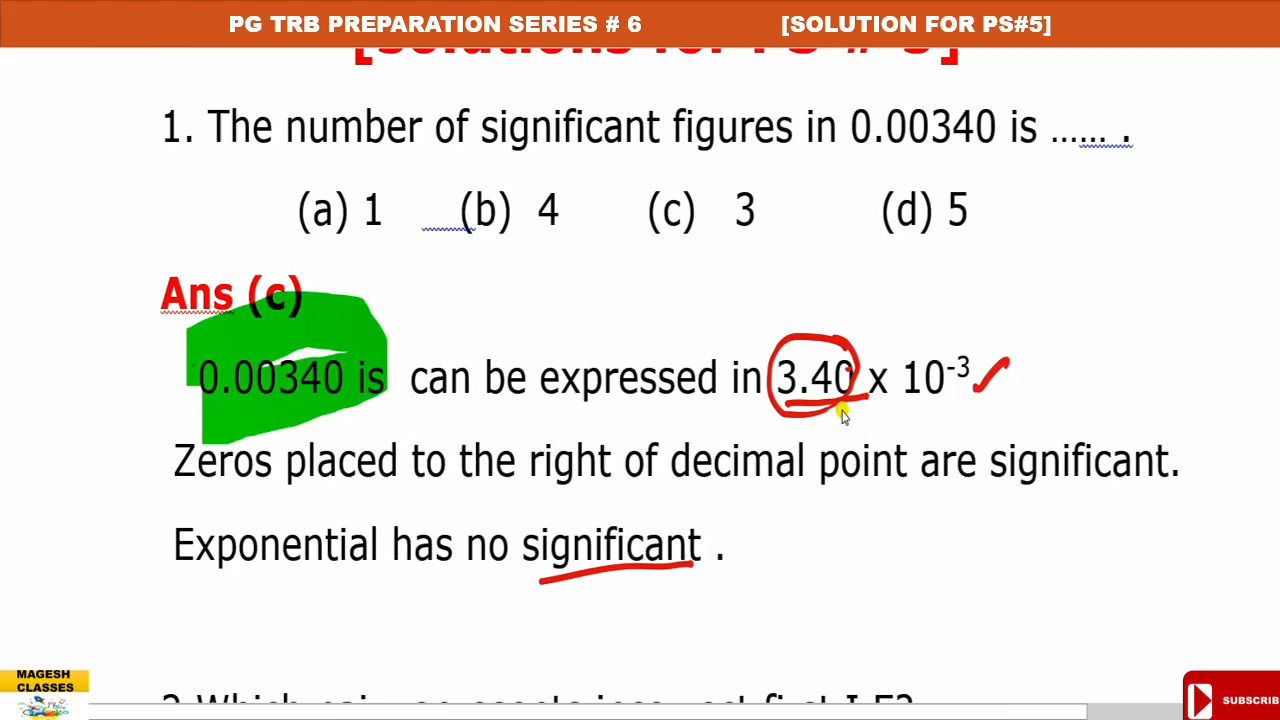 PG TRB PREPARATION SERIES # 6 [SOLUTION FOR PS#5]
1. The number of significant figures in 0.00340 is ...... .
(a) 1 (b) 4 (c) 3 (d) 5
Ans (c)
0.00340 is can be expressed in 3.40 x 10⁻³
Zeros placed to the right of decimal point are significant.
Exponential has no significant .
MAGESH
CLASSES
SUBSCRIB